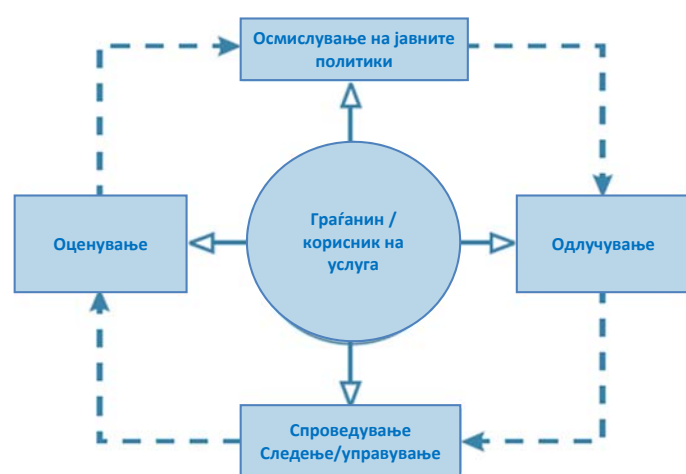 Осмислување на јавните
политики
Граѓанин /
корисник на
услуга
Оценување
Одлучување
Спроведување
Следење/управување